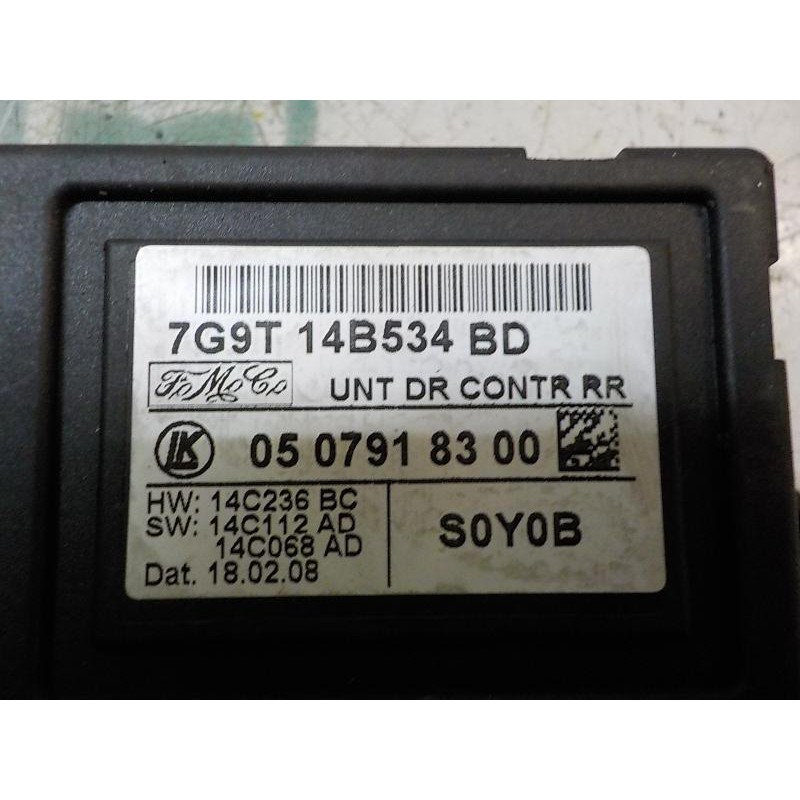 7G9T 14B534 BD
FoMoCo
UNT DR CONTR RR
LK
05 0791 83 00
HW: 14C236 BC
SW: 14C112 AD
14C068 AD
Dat. 18.02.08
S0Y0B